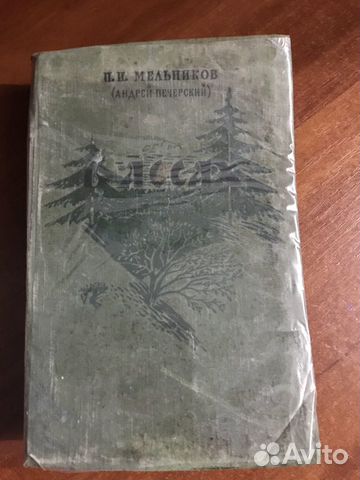 П. И. МЕЛЬНИКОВ
(АНДРЕЙ ПЕЧЕРСКИЙ)
В ЛЕСАХ
Avito